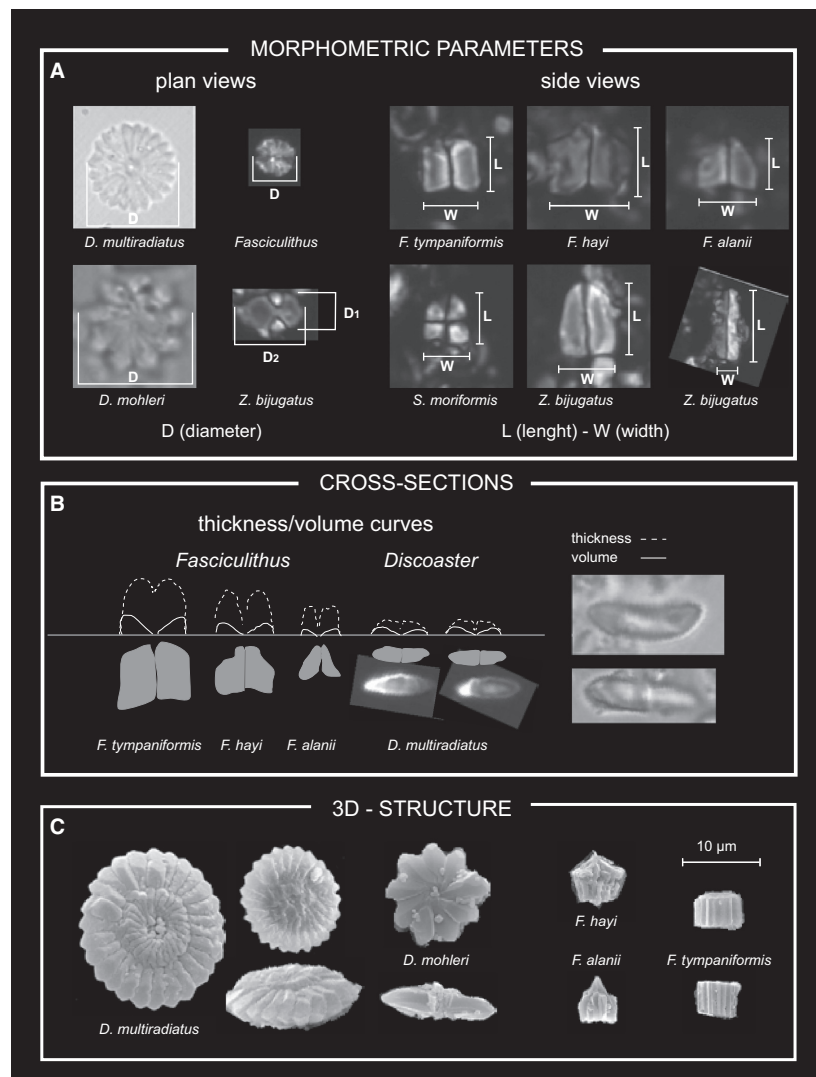 MORPHOMETRIC PARAMETERS
A
plan views
side views
D
D
L
W
L
W
L
W
D. multiradiatus
Fasciculithus
F. tympaniformis
F. hayi
F. alanii
D
D1
D2
L
W
L
W
L
W
D. mohleri
Z. bijugatus
S. moriformis
Z. bijugatus
Z. bijugatus
D (diameter)
L (lenght) - W (width)
CROSS-SECTIONS
B
thickness/volume curves
Fasciculithus
Discoaster
thickness
volume
F. tympaniformis
F. hayi
F. alanii
D. multiradiatus
3D - STRUCTURE
C
10 µm
F. hayi
D. mohleri
F. alanii
F. tympaniformis
D. multiradiatus